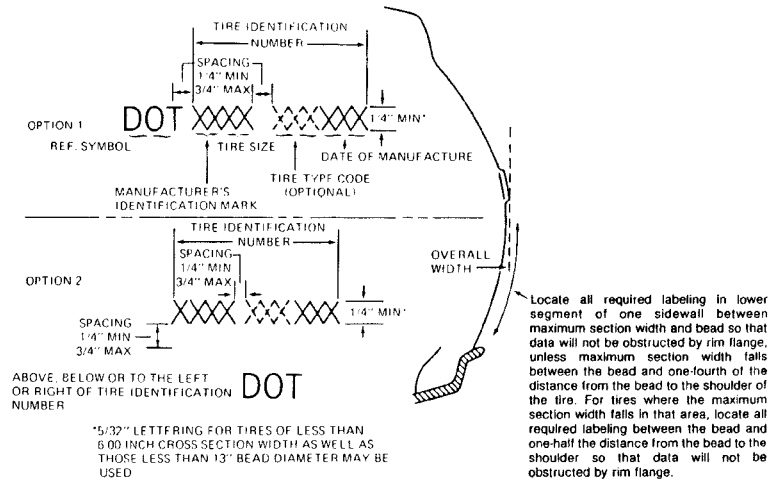 TIRE IDENTIFICATION
NUMBER
SPACING
1/4" MIN
3/4" MAX
OPTION 1
DOT XXXX XXXXXX
1/4" MIN*
REF. SYMBOL
TIRE SIZE
DATE OF MANUFACTURE
TIRE TYPE CODE
(OPTIONAL)
MANUFACTURER'S
IDENTIFICATION MARK
TIRE IDENTIFICATION
NUMBER
SPACING
1/4" MIN
3/4" MAX
OPTION 2
XXXX XXXXXX
1/4" MIN*
SPACING
1/4" MIN
3/4" MAX
ABOVE, BELOW OR TO THE LEFT
OR RIGHT OF TIRE IDENTIFICATION
NUMBER
DOT
*5/32" LETTFRING FOR TIRES OF LESS THAN
6.00 INCH CROSS SECTION WIDTH AS WELL AS
THOSE LESS THAN 13" BEAD DIAMETER MAY BE
USED
OVERALL
WIDTH
Locate all required labeling in lower
segment of one sidewall between
maximum section width and bead so that
data will not be obstructed by rim flange,
unless maximum section width falls
between the bead and one-fourth of the
distance from the bead to the shoulder of
the tire. For tires where the maximum
section width falls in that area, locate all
required labeling between the bead and
one-half the distance from the bead to the
shoulder so that data will not be
obstructed by rim flange.